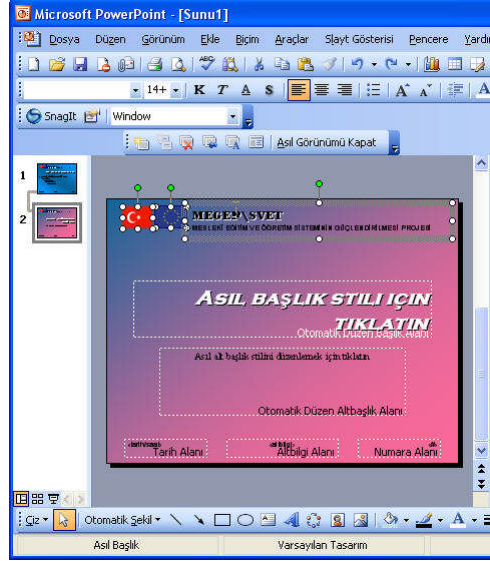 Microsoft PowerPoint - [Sunu1]
Dosya Düzen Görünüm Ekle Biçim Araçlar Slayt Gösterisi Pencere Yardı
14+ K T A S A A A
SnagIt Window
Asıl Görünümü Kapat
1
2
MEGEP\SVET
MESLEKİ EĞİTİM VE ÖĞRETİM SİSTEMİNİN GÜÇLENDİRİLMESİ PROJESİ
ASIL BAŞLIK STILI IÇIN
TIKLATIN
Otomatik Düzen Başlık Alanı
Asıl alt başlık stilini düzenlemek için tıklatın
Otomatik Düzen Altbaşlık Alanı
Tarih Alanı Altbilgi Alanı Numara Alanı
Çiz Otomatik Şekil A
Asıl Başlık Varsayılan Tasarım